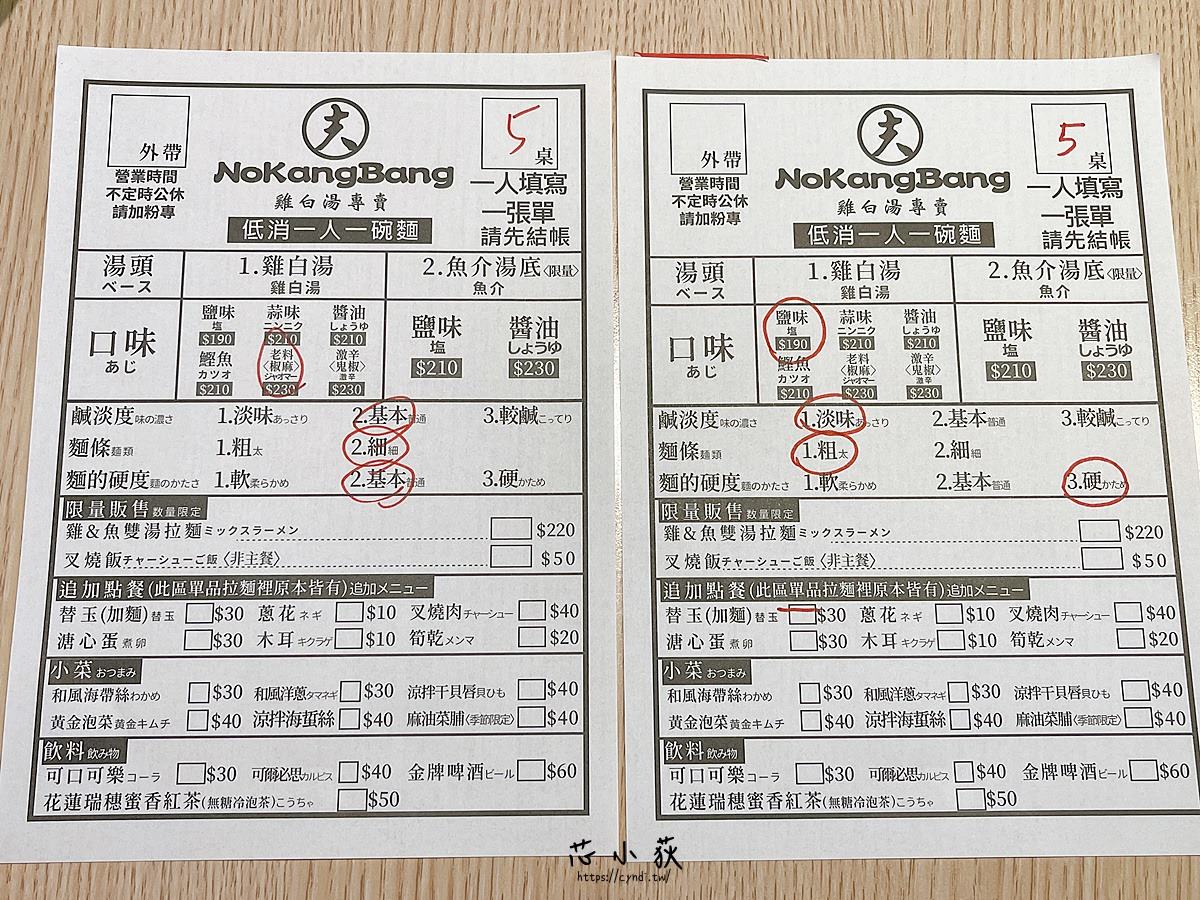 外帶
營業時間
不定時公休
請加粉專
夫
NoKangBang
雞白湯專賣
低消一人一碗麵
5 桌
一人填寫
一張單
請先結帳
湯頭 ベース
1.雞白湯 雞白湯
2.魚介湯底〈限量〉 魚介
口味 あじ
鹽味 塩 $190
蒜味 ニンニク $210
醬油 しょうゆ $210
鰹魚 カツオ $210
老料〈椒麻〉 ジャオマー $230
激辛〈鬼椒〉 激辛 $230
鹽味 塩 $210
醬油 しょうゆ $230
鹹淡度味の濃さ 1.淡味あっさり 2.基本普通 3.較鹹こってり
麵條麵類 1.粗太 2.細細
麵的硬度麵のかたさ 1.軟柔らかめ 2.基本普通 3.硬かため
限量販售數量限定
雞&魚雙湯拉麵ミックスラーメン $220
叉燒飯チャーシューご飯〈非主餐〉 $50
追加點餐(此區單品拉麵裡原本皆有)追加メニュー
替玉(加麵)替玉 $30 蔥花ネギ $10 叉燒肉チャーシュー $40
溏心蛋煮卵 $30 木耳キクラゲ $10 筍乾メンマ $20
小菜おつまみ
和風海帶絲わかめ $30 和風洋蔥タマネギ $30 涼拌干貝唇貝ひも $40
黃金泡菜黃金キムチ $40 涼拌海蜇絲 $40 麻油菜脯〈季節限定〉 $40
飲料飲み物
可口可樂コーラ $30 可爾必思カルピス $40 金牌啤酒ビール $60
花蓮瑞穗蜜香紅茶(無糖冷泡茶)こうちゃ $50
外帶
營業時間
不定時公休
請加粉專
夫
NoKangBang
雞白湯專賣
低消一人一碗麵
5 桌
一人填寫
一張單
請先結帳
湯頭 ベース
1.雞白湯 雞白湯
2.魚介湯底〈限量〉 魚介
口味 あじ
鹽味 塩 $190
蒜味 ニンニク $210
醬油 しょうゆ $210
鰹魚 カツオ $210
老料〈椒麻〉 ジャオマー $230
激辛〈鬼椒〉 激辛 $230
鹽味 塩 $210
醬油 しょうゆ $230
鹹淡度味の濃さ 1.淡味あっさり 2.基本普通 3.較鹹こってり
麵條麵類 1.粗太 2.細細
麵的硬度麵のかたさ 1.軟柔らかめ 2.基本普通 3.硬かため
限量販售數量限定
雞&魚雙湯拉麵ミックスラーメン $220
叉燒飯チャーシューご飯〈非主餐〉 $50
追加點餐(此區單品拉麵裡原本皆有)追加メニュー
替玉(加麵)替玉 $30 蔥花ネギ $10 叉燒肉チャーシュー $40
溏心蛋煮卵 $30 木耳キクラゲ $10 筍乾メンマ $20
小菜おつまみ
和風海帶絲わかめ $30 和風洋蔥タマネギ $30 涼拌干貝唇貝ひも $40
黃金泡菜黃金キムチ $40 涼拌海蜇絲 $40 麻油菜脯〈季節限定〉 $40
飲料飲み物
可口可樂コーラ $30 可爾必思カルピス $40 金牌啤酒ビール $60
花蓮瑞穗蜜香紅茶(無糖冷泡茶)こうちゃ $50
芯小荻
https://cyndi.tw/